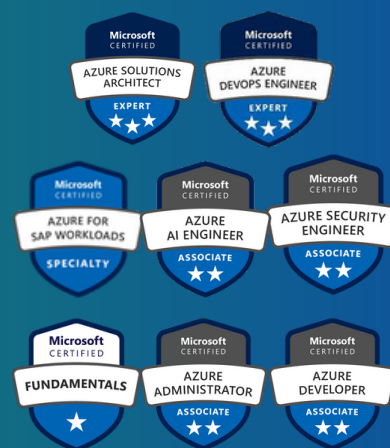 Microsoft
CERTIFIED
AZURE SOLUTIONS
ARCHITECT
EXPERT
Microsoft
CERTIFIED
AZURE
DEVOPS ENGINEER
EXPERT
Microsoft
CERTIFIED
AZURE FOR
SAP WORKLOADS
SPECIALTY
Microsoft
CERTIFIED
AZURE
AI ENGINEER
ASSOCIATE
Microsoft
CERTIFIED
AZURE SECURITY
ENGINEER
ASSOCIATE
Microsoft
CERTIFIED
FUNDAMENTALS
Microsoft
CERTIFIED
AZURE
ADMINISTRATOR
ASSOCIATE
Microsoft
CERTIFIED
AZURE
DEVELOPER
ASSOCIATE